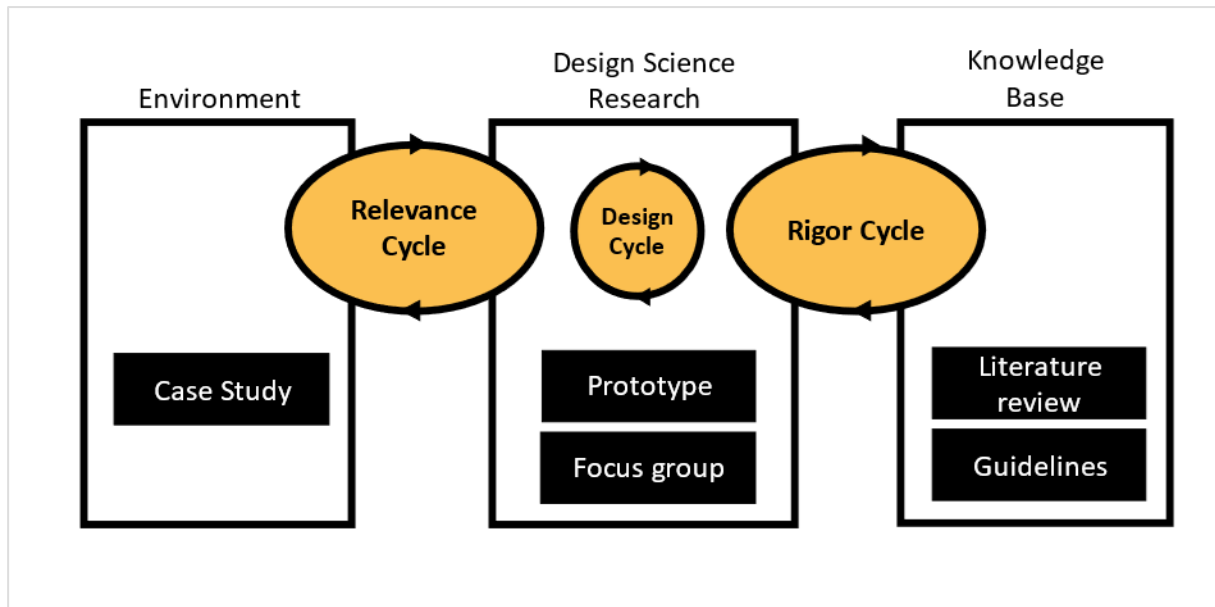 Environment
Design Science
Research
Knowledge
Base
Relevance
Cycle
Design
Cycle
Rigor Cycle
Case Study
Prototype
Focus group
Literature
review
Guidelines